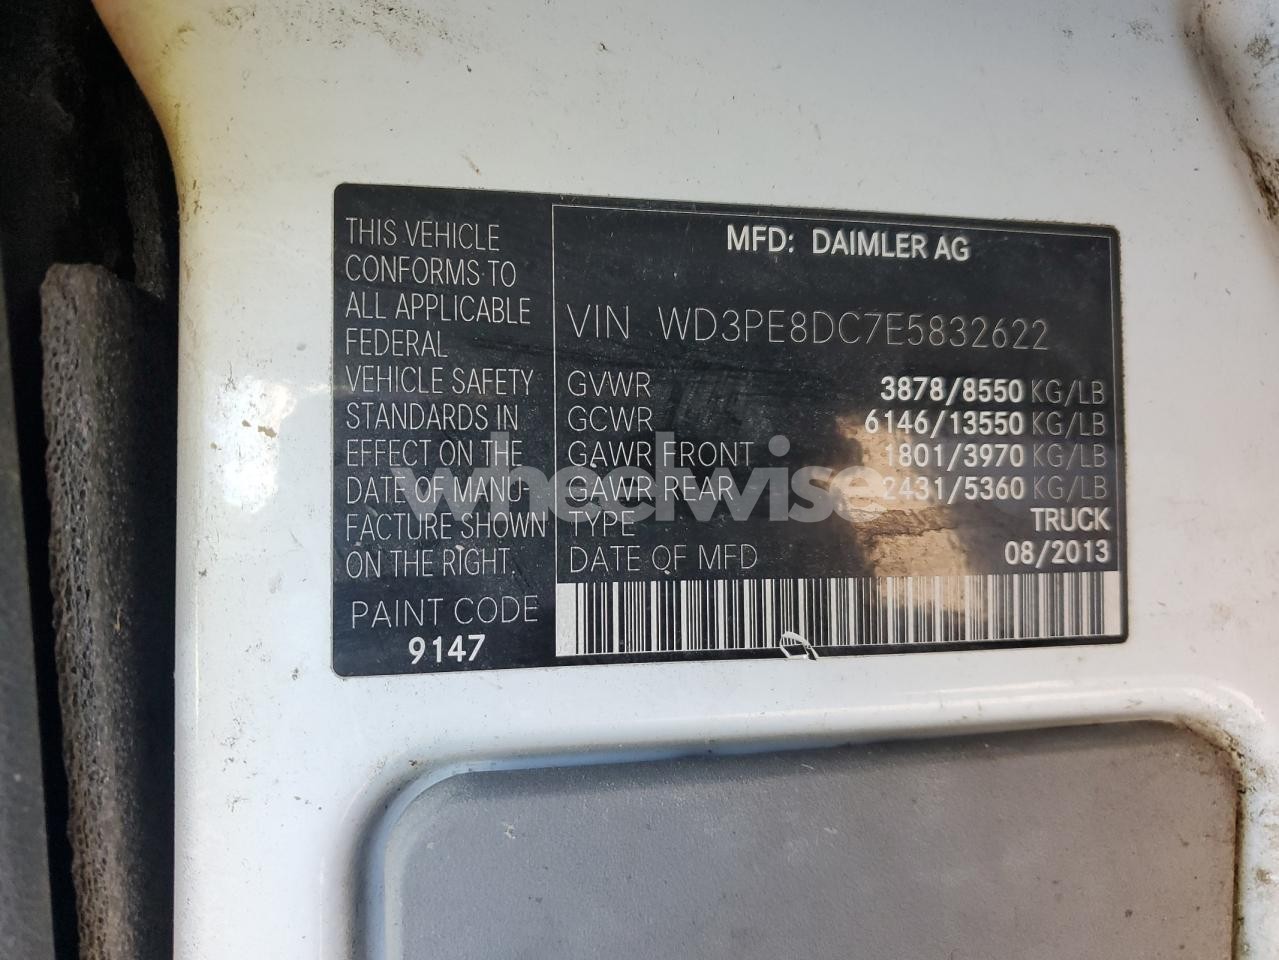 MFD: DAIMLER AG
VIN WD3PE8DC7E5832622
GVWR 3878/8550 KG/LB
GCWR 6146/13550 KG/LB
GAWR FRONT 1801/3970 KG/LB
GAWR REAR 2431/5360 KG/LB
TYPE TRUCK
DATE OF MFD 08/2013
THIS VEHICLE
CONFORMS TO
ALL APPLICABLE
FEDERAL
VEHICLE SAFETY
STANDARDS IN
EFFECT ON THE
DATE OF MANU
FACTURE SHOWN
ON THE RIGHT.
PAINT CODE
9147
wheelwise